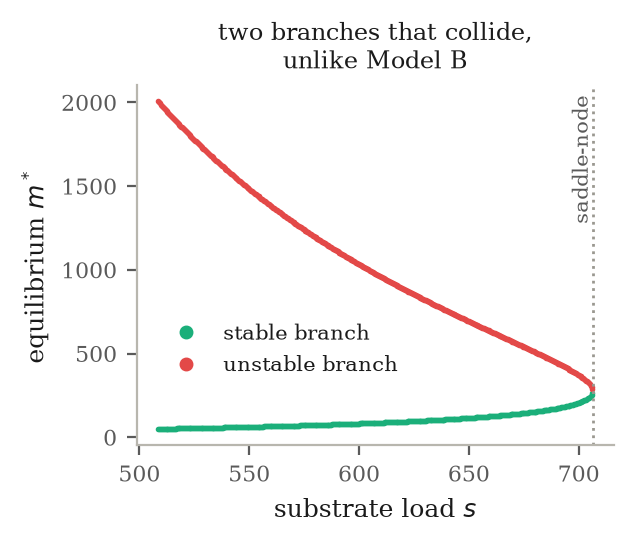 two branches that collide,
unlike Model B
equilibrium m*
2000
1500
1000
500
0
saddle-node
stable branch
unstable branch
500
550
600
650
700
substrate load s